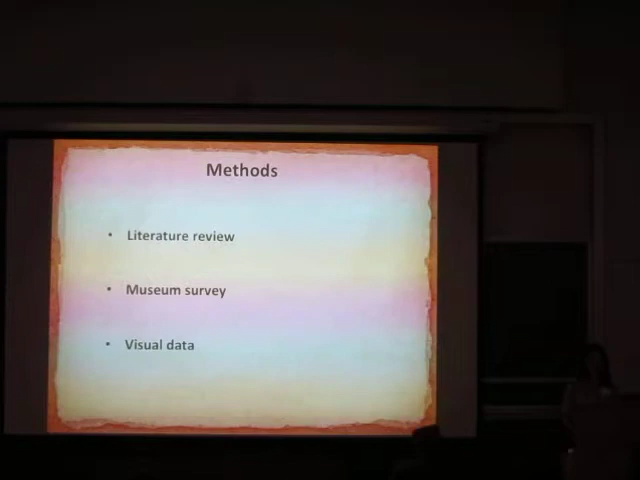 Methods
• Literature review
• Museum survey
• Visual data